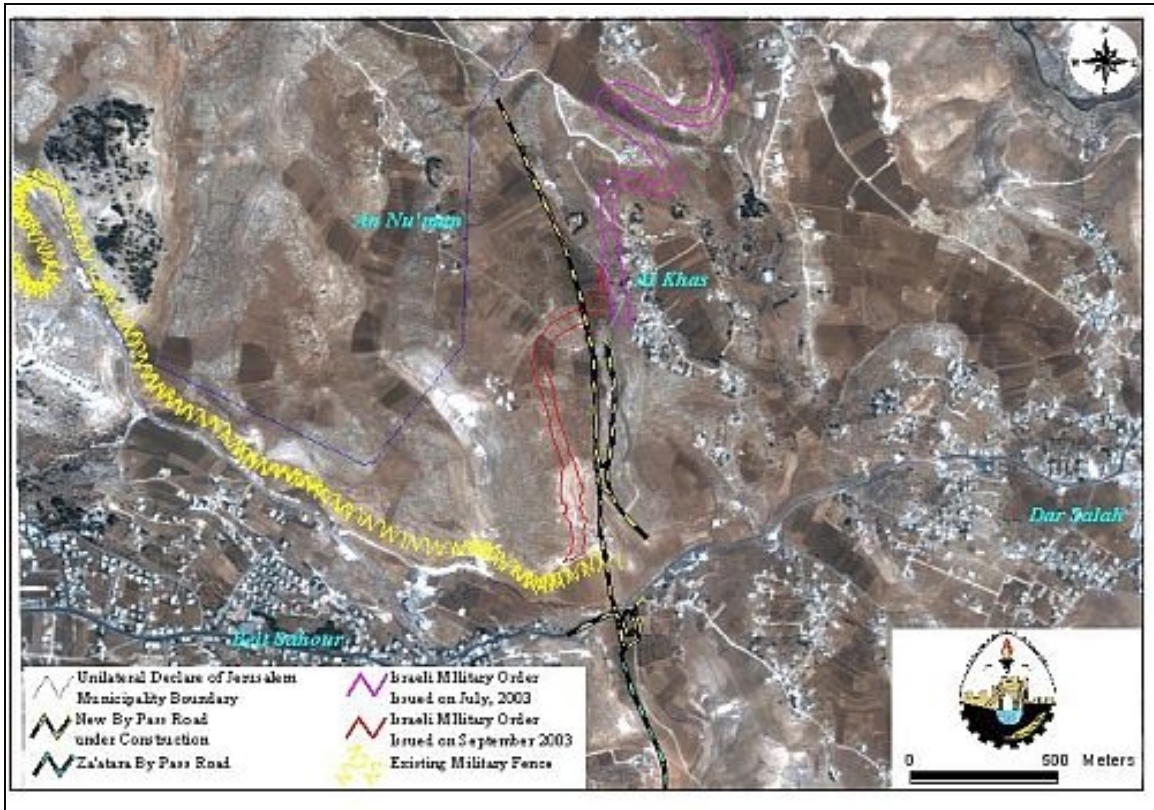 N
W E
S
An Nu'man
Al Khas
Dar Salah
Beit Sahour
Unilateral Declare of Jerusalem
Municipality Boundary
New By Pass Road
under Construction
Za'atara By Pass Road
Israeli Military Order
Issued on July, 2003
Israeli Military Order
Issued on September 2003
Existing Military Fence
0 500 Meters